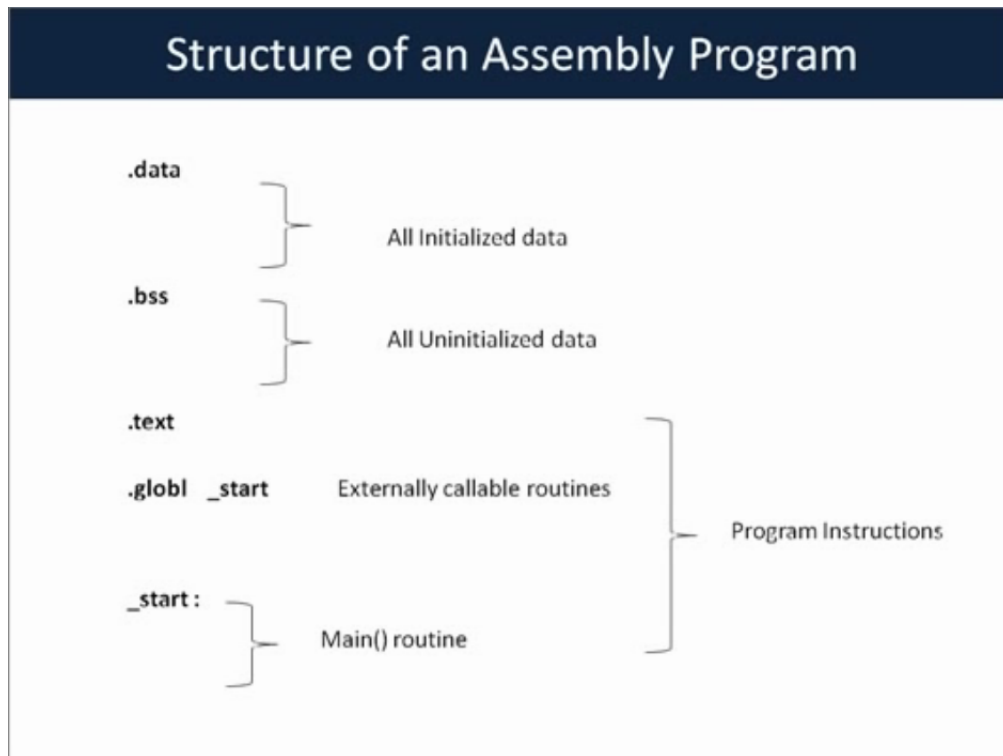 Structure of an Assembly Program
.data
All Initialized data
.bss
All Uninitialized data
.text
.globl _start Externally callable routines
Program Instructions
_start :
Main() routine